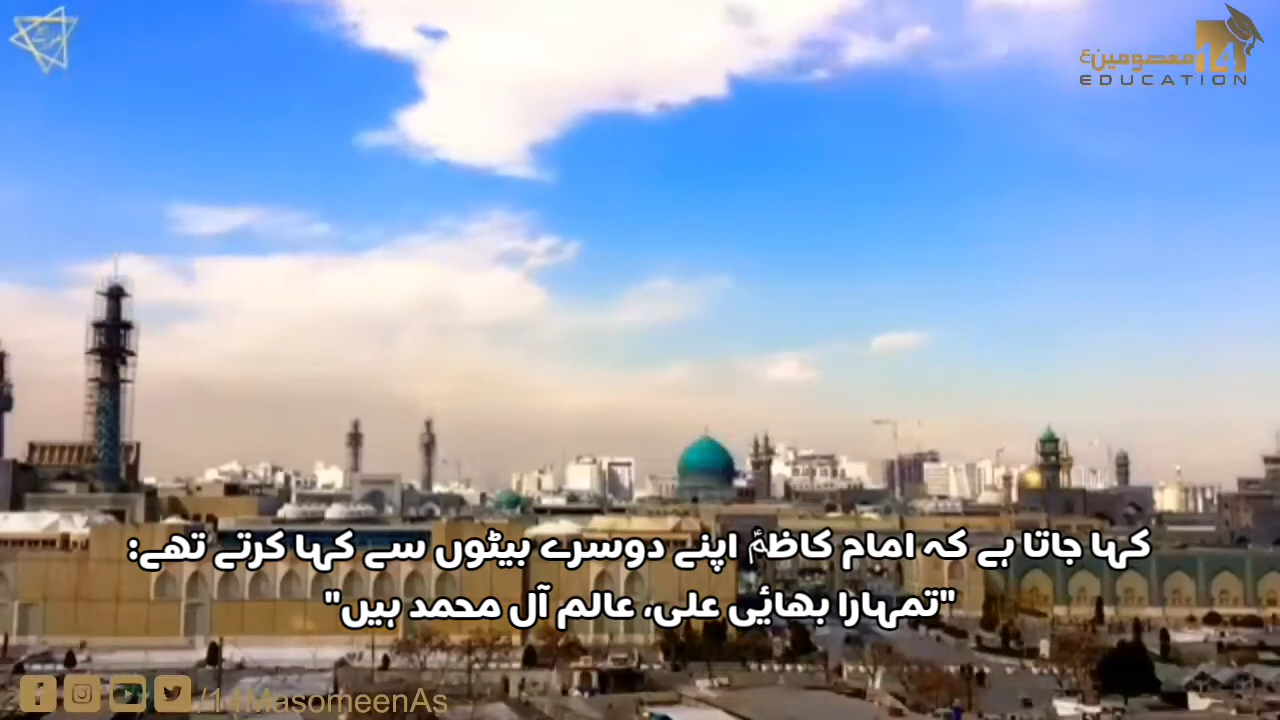 14 معصومینؑ
EDUCATION
کہا جاتا ہے کہ امام کاظمؑ اپنے دوسرے بیٹوں سے کہا کرتے تھے:
"تمہارا بھائی علی، عالم آل محمد ہیں"
/14MasomeenAs